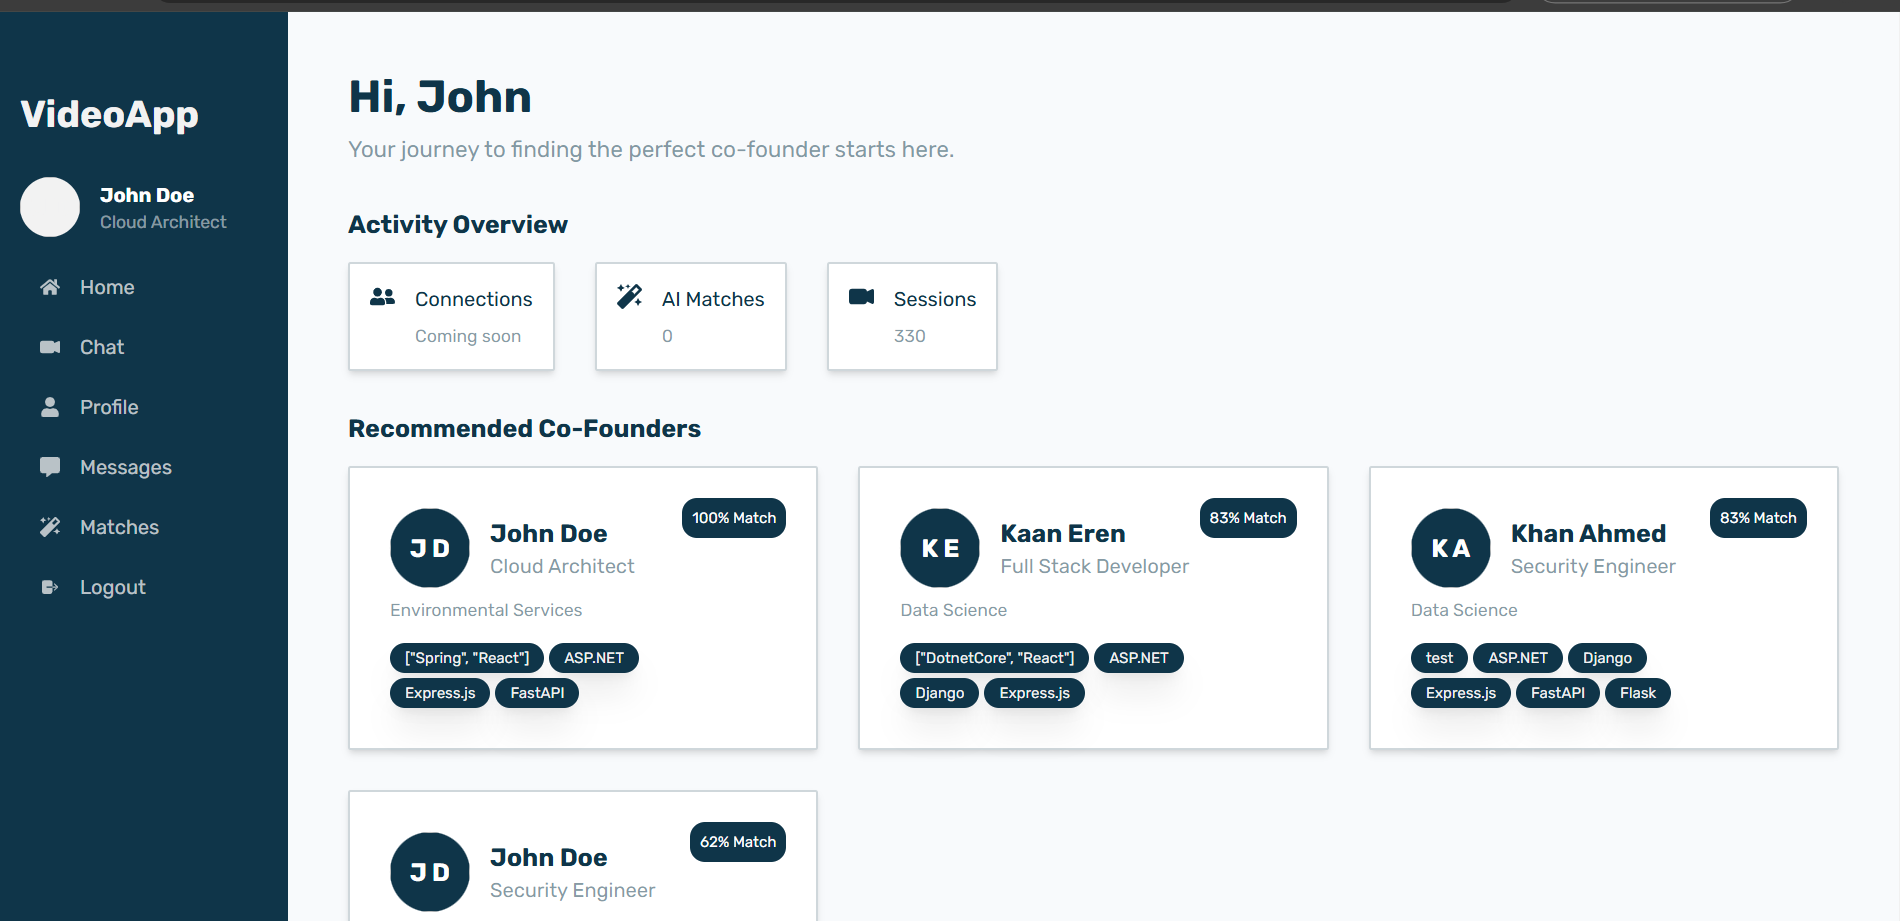 VideoApp
John Doe
Cloud Architect
Home
Chat
Profile
Messages
Matches
Logout
Hi, John
Your journey to finding the perfect co-founder starts here.
Activity Overview
Connections
Coming soon
AI Matches
0
Sessions
330
Recommended Co-Founders
JD
John Doe
Cloud Architect
100% Match
Environmental Services
["Spring", "React"] ASP.NET
Express.js FastAPI
KE
Kaan Eren
Full Stack Developer
83% Match
Data Science
["DotnetCore", "React"] ASP.NET
Django Express.js
KA
Khan Ahmed
Security Engineer
83% Match
Data Science
test ASP.NET Django
Express.js FastAPI Flask
JD
John Doe
Security Engineer
62% Match